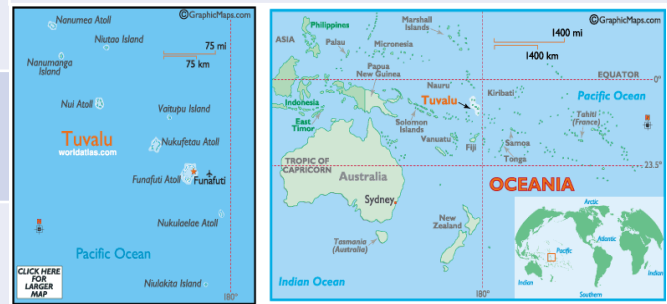 ©GraphicMaps.com
Nanumea Atoll
Niutao Island
75 mi
75 km
Nanumanga
Island
Nui Atoll
Vaitupu Island
Tuvalu
worldatlas.com
Nukufetau Atoll
Funafuti Atoll
Funafuti
Nukulaelae Atoll
Pacific Ocean
CLICK HERE
FOR
LARGER
MAP
Niulakita Island
180°
©GraphicMaps.com
Philippines
Marshall
Islands
1400 mi
1400 km
ASIA
Palau
Micronesia
Papua
New Guinea
EQUATOR
0°
Nauru
Kiribati
Pacific Ocean
Indonesia
Tuvalu
East
Timor
Solomon
Islands
Tahiti
(France)
Vanuatu
Fiji
Samoa
Tonga
TROPIC OF
CAPRICORN
23.5°
Australia
OCEANIA
Sydney
New
Zealand
Tasmania
(Australia)
Indian Ocean
180°
Arctic
Atlantic
Pacific
Indian
Indian
Southern